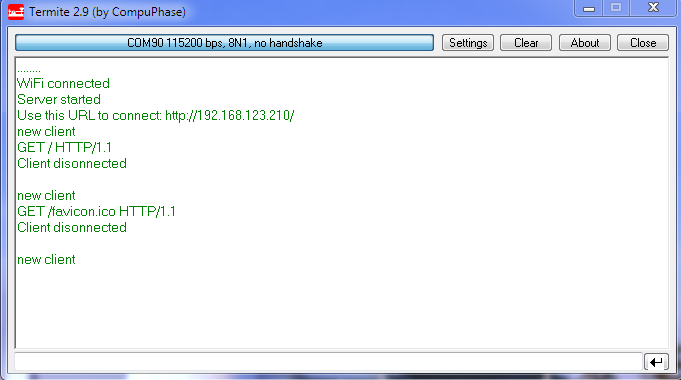 Termite 2.9 (by CompuPhase)
COM90 115200 bps, 8N1, no handshake
Settings
Clear
About
Close
........
WiFi connected
Server started
Use this URL to connect: http://192.168.123.210/
new client
GET / HTTP/1.1
Client disonnected
new client
GET /favicon.ico HTTP/1.1
Client disonnected
new client